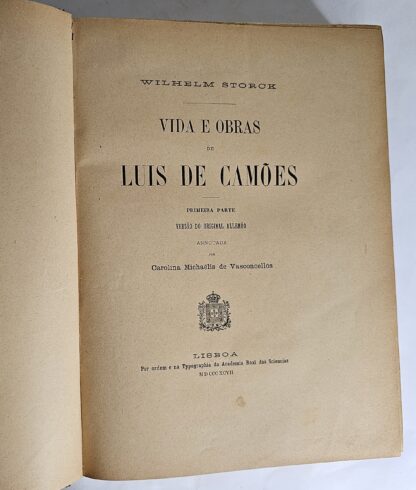 WILHELM STORCK
VIDA E OBRAS
DE
LUIS DE CAMÕES
PRIMEIRA PARTE
VERSÃO DO ORIGINAL ALLEMÃO
ANNOTADA
POR
Carolina Michaëlis de Vasconcellos
LISBOA
Por ordem e na Typographia da Academia Real das Sciencias
MDCCCXCVII